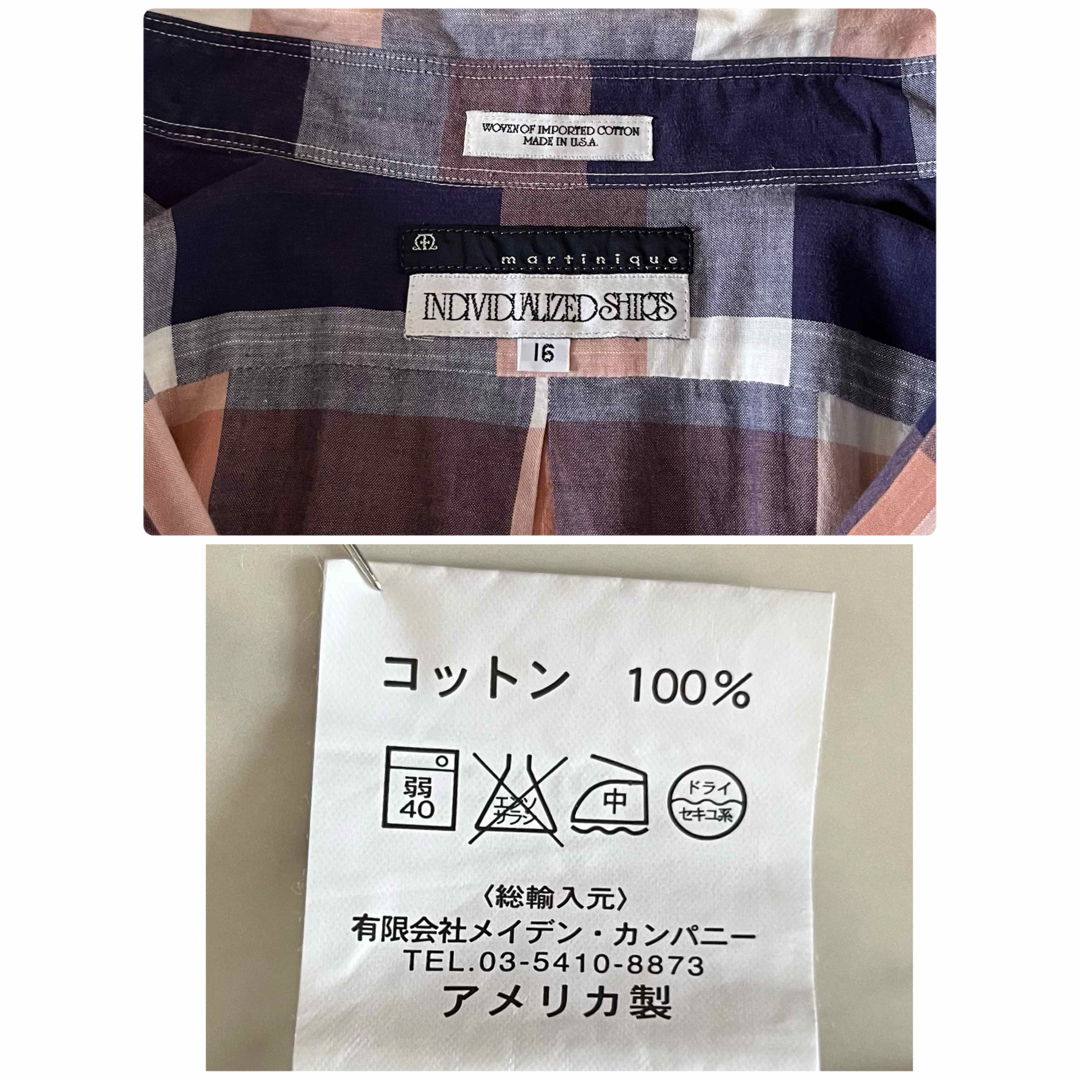 WOVEN OF IMPORTED COTTON
MADE IN U.S.A.
martinique
INDIVIDUALIZED SHIRTS
16
コットン 100%
弱
40
エンソ
サラシ
中
ドライ
セキユ系
〈総輸入元〉
有限会社メイデン・カンパニー
TEL.03-5410-8873
アメリカ製